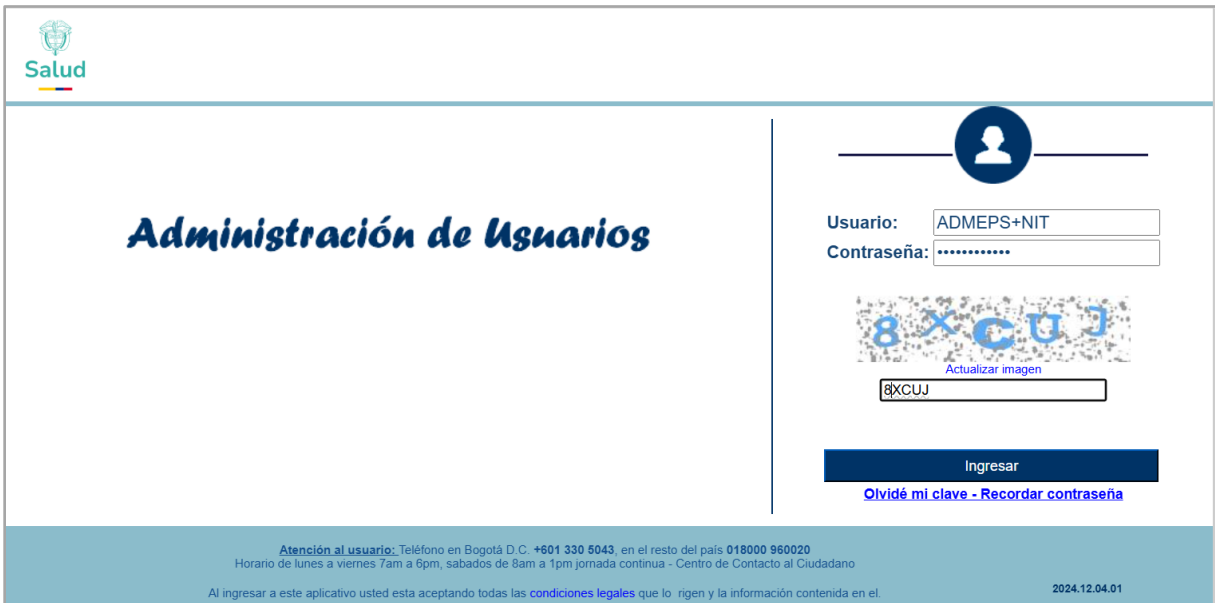 Salud
Administración de Usuarios
Usuario: ADMEPS+NIT
Contraseña: ••••••••••••
8XCUJ
Actualizar imagen
8XCUJ
Ingresar
Olvidé mi clave - Recordar contraseña
Atención al usuario: Teléfono en Bogotá D.C. +601 330 5043, en el resto del país 018000 960020
Horario de lunes a viernes 7am a 6pm, sabados de 8am a 1pm jornada continua - Centro de Contacto al Ciudadano
Al ingresar a este aplicativo usted esta aceptando todas las condiciones legales que lo rigen y la información contenida en el.
2024.12.04.01